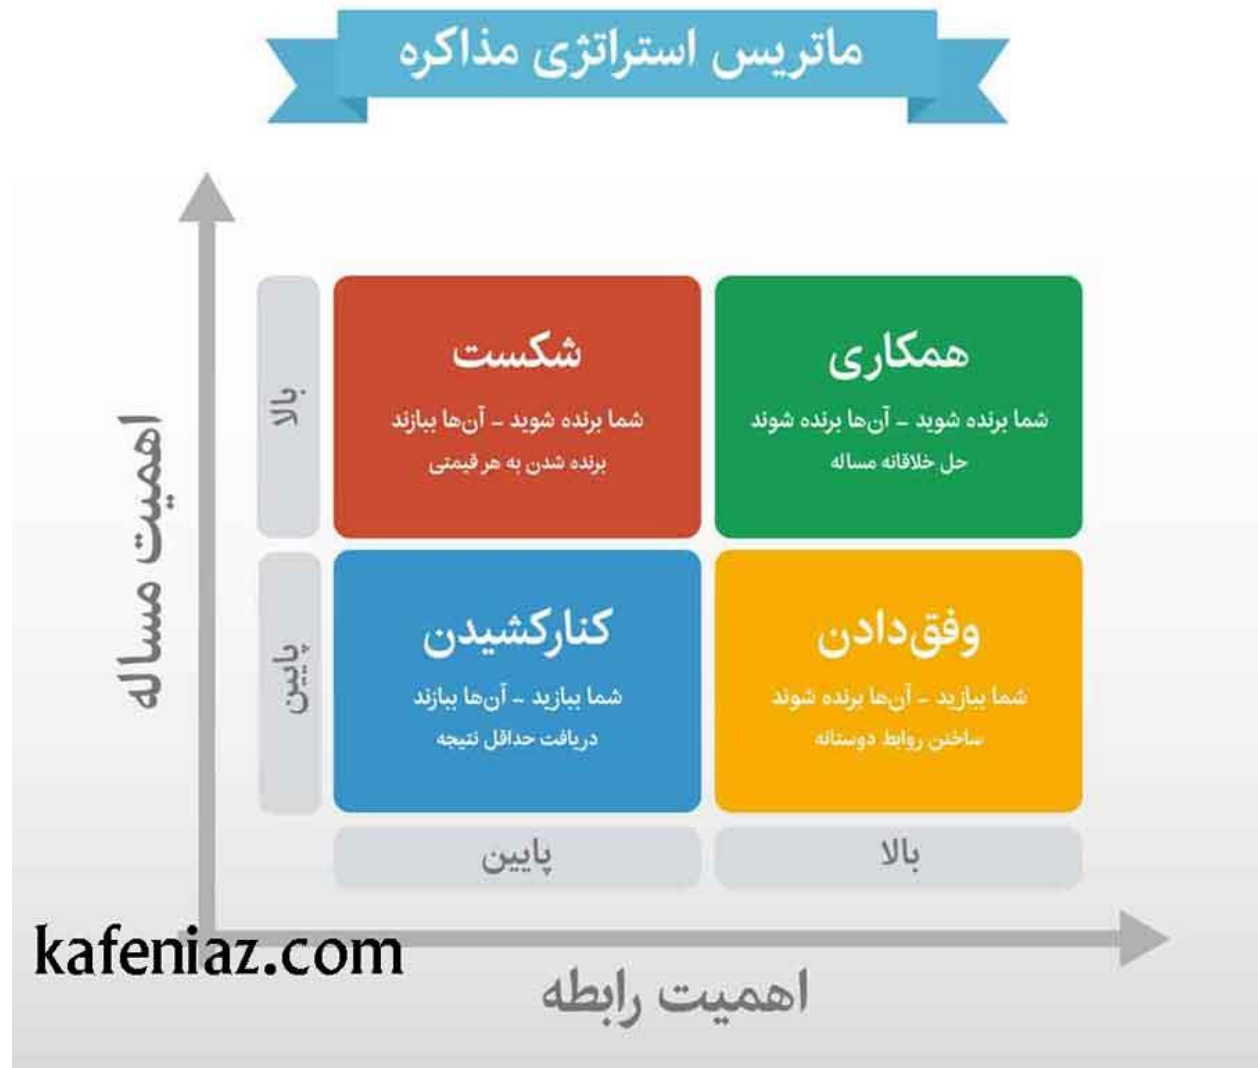 ماتریس استراتژی مذاکره
اهمیت مساله
بالا
همکاری
شما برنده شوید - آن‌ها برنده شوند
حل خلاقانه مساله
شکست
شما برنده شوید - آن‌ها ببازند
برنده شدن به هر قیمتی
پایین
وفق‌دادن
شما ببازید - آن‌ها برنده شوند
ساختن روابط دوستانه
کنارکشیدن
شما ببازید - آن‌ها ببازند
دریافت حداقل نتیجه
بالا
پایین
اهمیت رابطه
kafeniaz.com